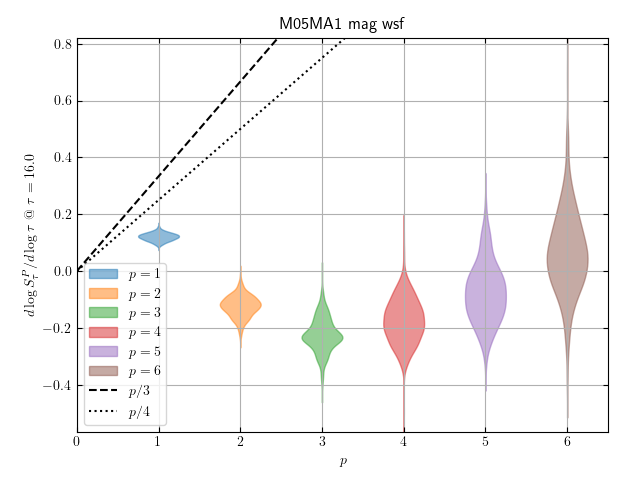 M05MA1 mag wsf
0.8
0.6
0.4
0.2
0.0
−0.2
−0.4
d log S_τ^P / d log τ @ τ = 16.0
p = 1
p = 2
p = 3
p = 4
p = 5
p = 6
p/3
p/4
0 1 2 3 4 5 6
p